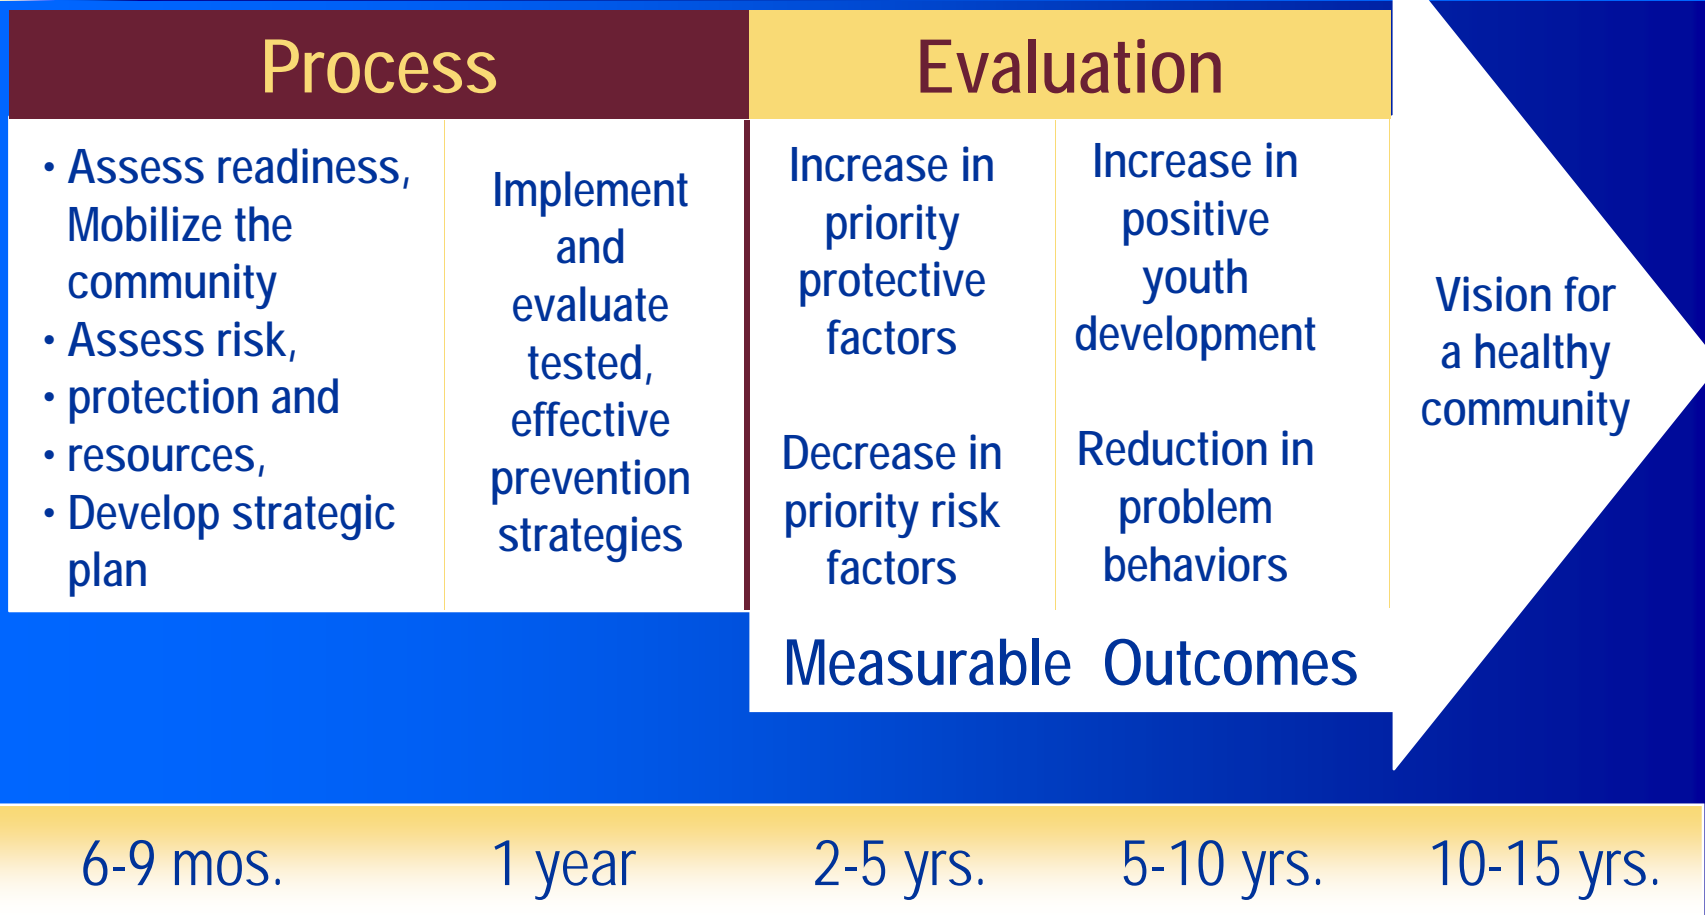 Process
Evaluation
• Assess readiness,
Mobilize the
community
• Assess risk,
• protection and
• resources,
• Develop strategic
plan
Implement
and
evaluate
tested,
effective
prevention
strategies
Increase in
priority
protective
factors
Decrease in
priority risk
factors
Increase in
positive
youth
development
Reduction in
problem
behaviors
Measurable Outcomes
Vision for
a healthy
community
6-9 mos.
1 year
2-5 yrs.
5-10 yrs.
10-15 yrs.